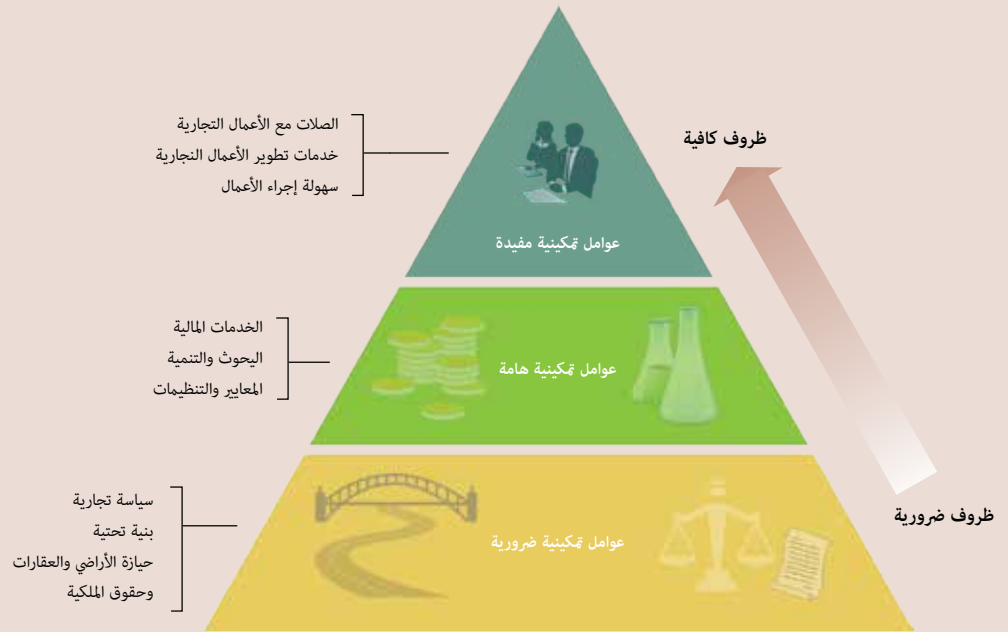 ظروف كافية
عوامل تمكينية مفيدة
الصلات مع الأعمال التجارية
خدمات تطوير الأعمال النجارية
سهولة إجراء الأعمال
عوامل تمكينية هامة
الخدمات المالية
البحوث والتنمية
المعايير والتنظيمات
ظروف ضرورية
عوامل تمكينية ضرورية
سياسة تجارية
بنية تحتية
حيازة الأراضي والعقارات
وحقوق الملكية